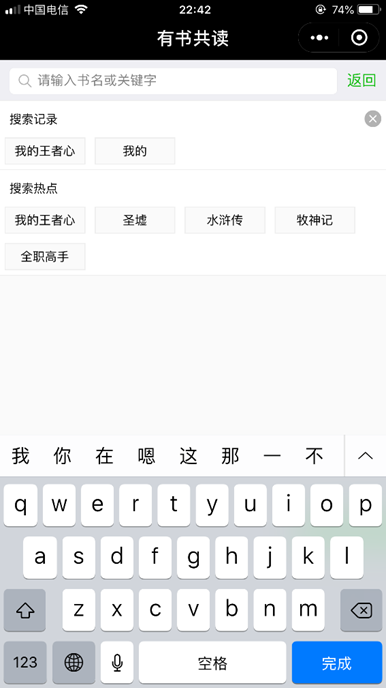 中国电信 22:42 74%
有书共读
请输入书名或关键字 返回
搜索记录
我的王者心 我的
搜索热点
我的王者心 圣墟 水浒传 牧神记
全职高手
我 你 在 嗯 这 那 一 不
q w e r t y u i o p
a s d f g h j k l
z x c v b n m
123 空格 完成